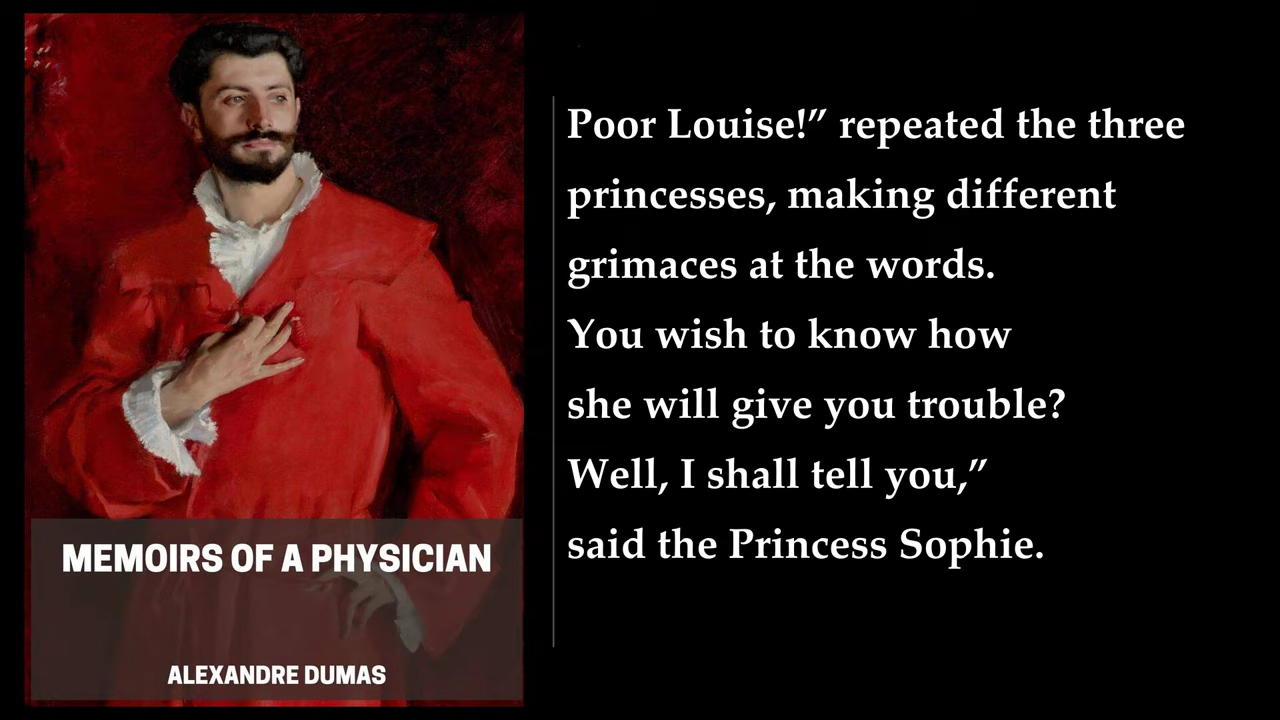 MEMOIRS OF A PHYSICIAN
ALEXANDRE DUMAS
Poor Louise!” repeated the three
princesses, making different
grimaces at the words.
You wish to know how
she will give you trouble?
Well, I shall tell you,”
said the Princess Sophie.